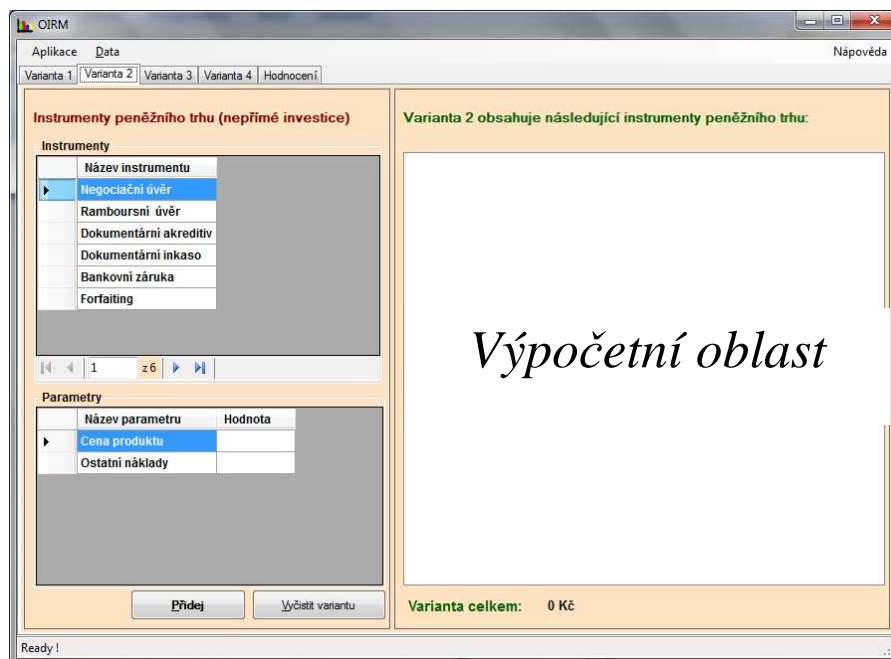 OIRM
Aplikace Data Nápověda
Varianta 1 Varianta 2 Varianta 3 Varianta 4 Hodnocení
Instrumenty peněžního trhu (nepřímé investice)
Instrumenty
Název instrumentu
Negociační úvěr
Ramboursní úvěr
Dokumentární akreditiv
Dokumentární inkaso
Bankovní záruka
Forfaiting
1 z 6
Parametry
Název parametru Hodnota
Cena produktu
Ostatní náklady
Přidej Vyčistit variantu
Varianta 2 obsahuje následující instrumenty peněžního trhu:
Výpočetní oblast
Varianta celkem: 0 Kč
Ready !